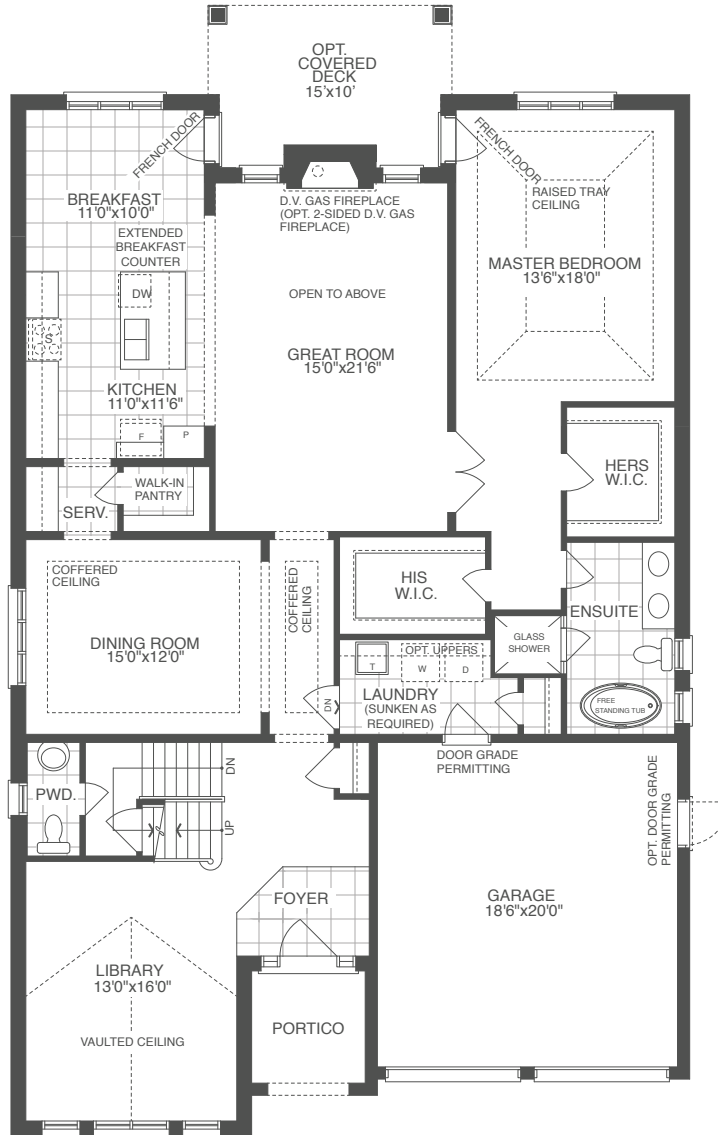 OPT.
COVERED
DECK
15'x10'
FRENCH DOOR
FRENCH DOOR
BREAKFAST
11'0"x10'0"
D.V. GAS FIREPLACE
(OPT. 2-SIDED D.V. GAS
FIREPLACE)
RAISED TRAY
CEILING
EXTENDED
BREAKFAST
COUNTER
DW
OPEN TO ABOVE
MASTER BEDROOM
13'6"x18'0"
S
GREAT ROOM
15'0"x21'6"
KITCHEN
11'0"x11'6"
F
P
HERS
W.I.C.
WALK-IN
PANTRY
SERV.
COFFERED
CEILING
COFFERED
CEILING
HIS
W.I.C.
ENSUITE
DINING ROOM
15'0"x12'0"
GLASS
SHOWER
OPT. UPPERS
T
W
D
LAUNDRY
(SUNKEN AS
REQUIRED)
DN
FREE
STANDING TUB
DOOR GRADE
PERMITTING
OPT. DOOR GRADE
PERMITTING
PWD.
DN
UP
FOYER
GARAGE
18'6"x20'0"
LIBRARY
13'0"x16'0"
PORTICO
VAULTED CEILING